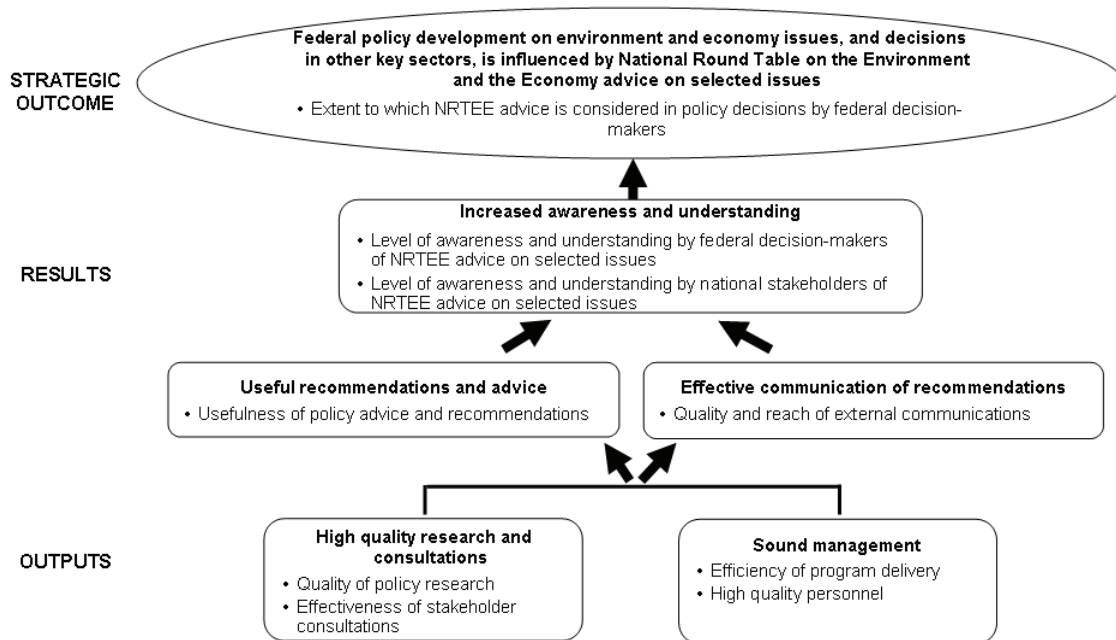 STRATEGIC
OUTCOME
Federal policy development on environment and economy issues, and decisions
in other key sectors, is influenced by National Round Table on the Environment
and the Economy advice on selected issues
• Extent to which NRTEE advice is considered in policy decisions by federal decision-
makers
RESULTS
Increased awareness and understanding
• Level of awareness and understanding by federal decision-makers
of NRTEE advice on selected issues
• Level of awareness and understanding by national stakeholders of
NRTEE advice on selected issues
Useful recommendations and advice
• Usefulness of policy advice and recommendations
Effective communication of recommendations
• Quality and reach of external communications
OUTPUTS
High quality research and
consultations
• Quality of policy research
• Effectiveness of stakeholder
consultations
Sound management
• Efficiency of program delivery
• High quality personnel